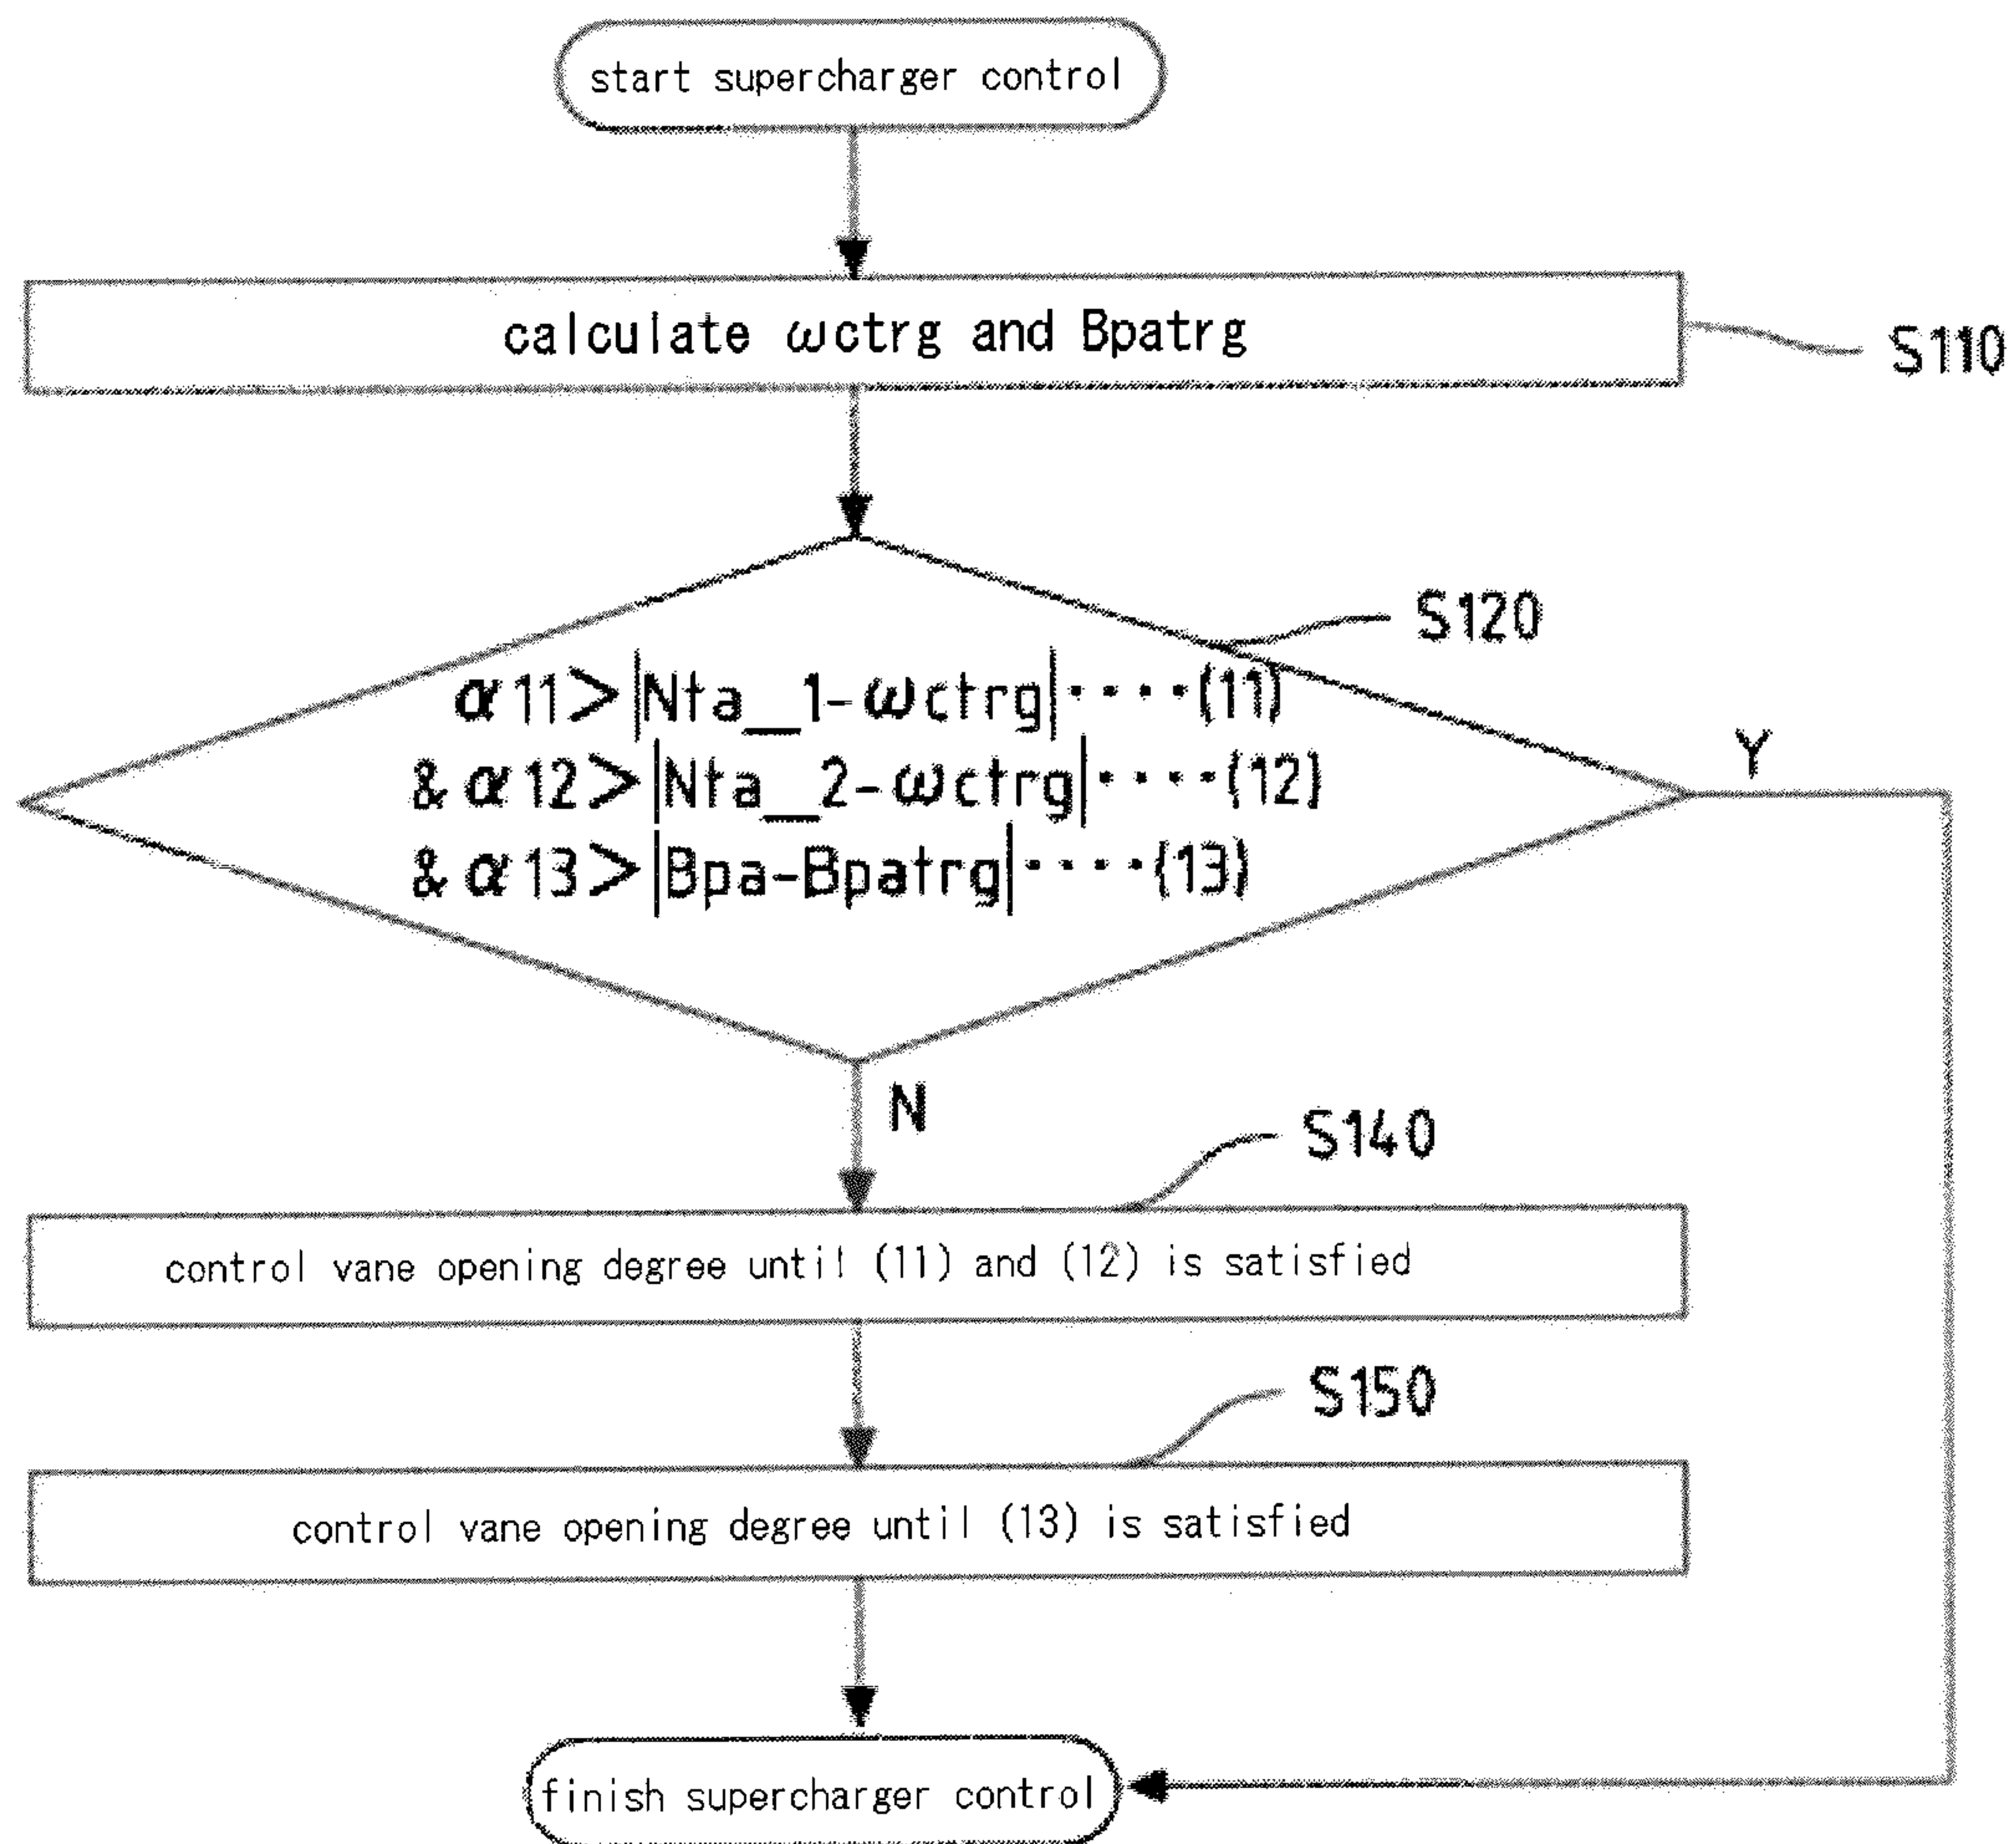 start supercharger control
calculate ωctrg and Bpatrg
S110
S120
α11>|Nta__1-ωctrg|････(11)
&α12>|Nta__2-ωctrg|････(12)
&α13>|Bpa-Bpatrg|････(13)
Y
N
S140
control vane opening degree until (11) and (12) is satisfied
S150
control vane opening degree until (13) is satisfied
finish supercharger control